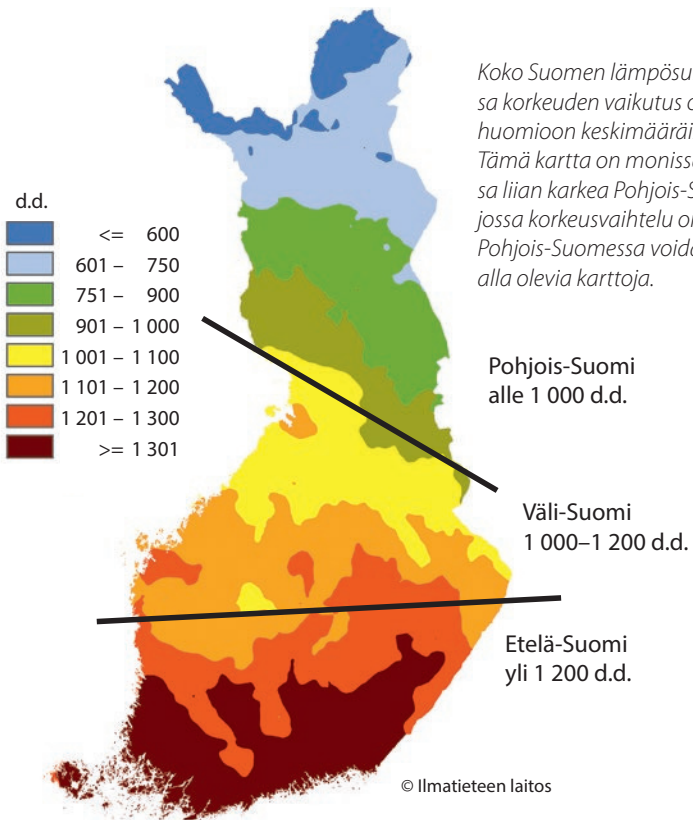 Koko Suomen lämpösu
sa korkeuden vaikutus o
huomioon keskimääräi
Tämä kartta on moniss
sa liian karkea Pohjois-S
jossa korkeusvaihtelu o
Pohjois-Suomessa voida
alla olevia karttoja.
d.d.
<= 600
601 – 750
751 – 900
901 – 1 000
1 001 – 1 100
1 101 – 1 200
1 201 – 1 300
>= 1 301
Pohjois-Suomi
alle 1 000 d.d.
Väli-Suomi
1 000–1 200 d.d.
Etelä-Suomi
yli 1 200 d.d.
© Ilmatieteen laitos